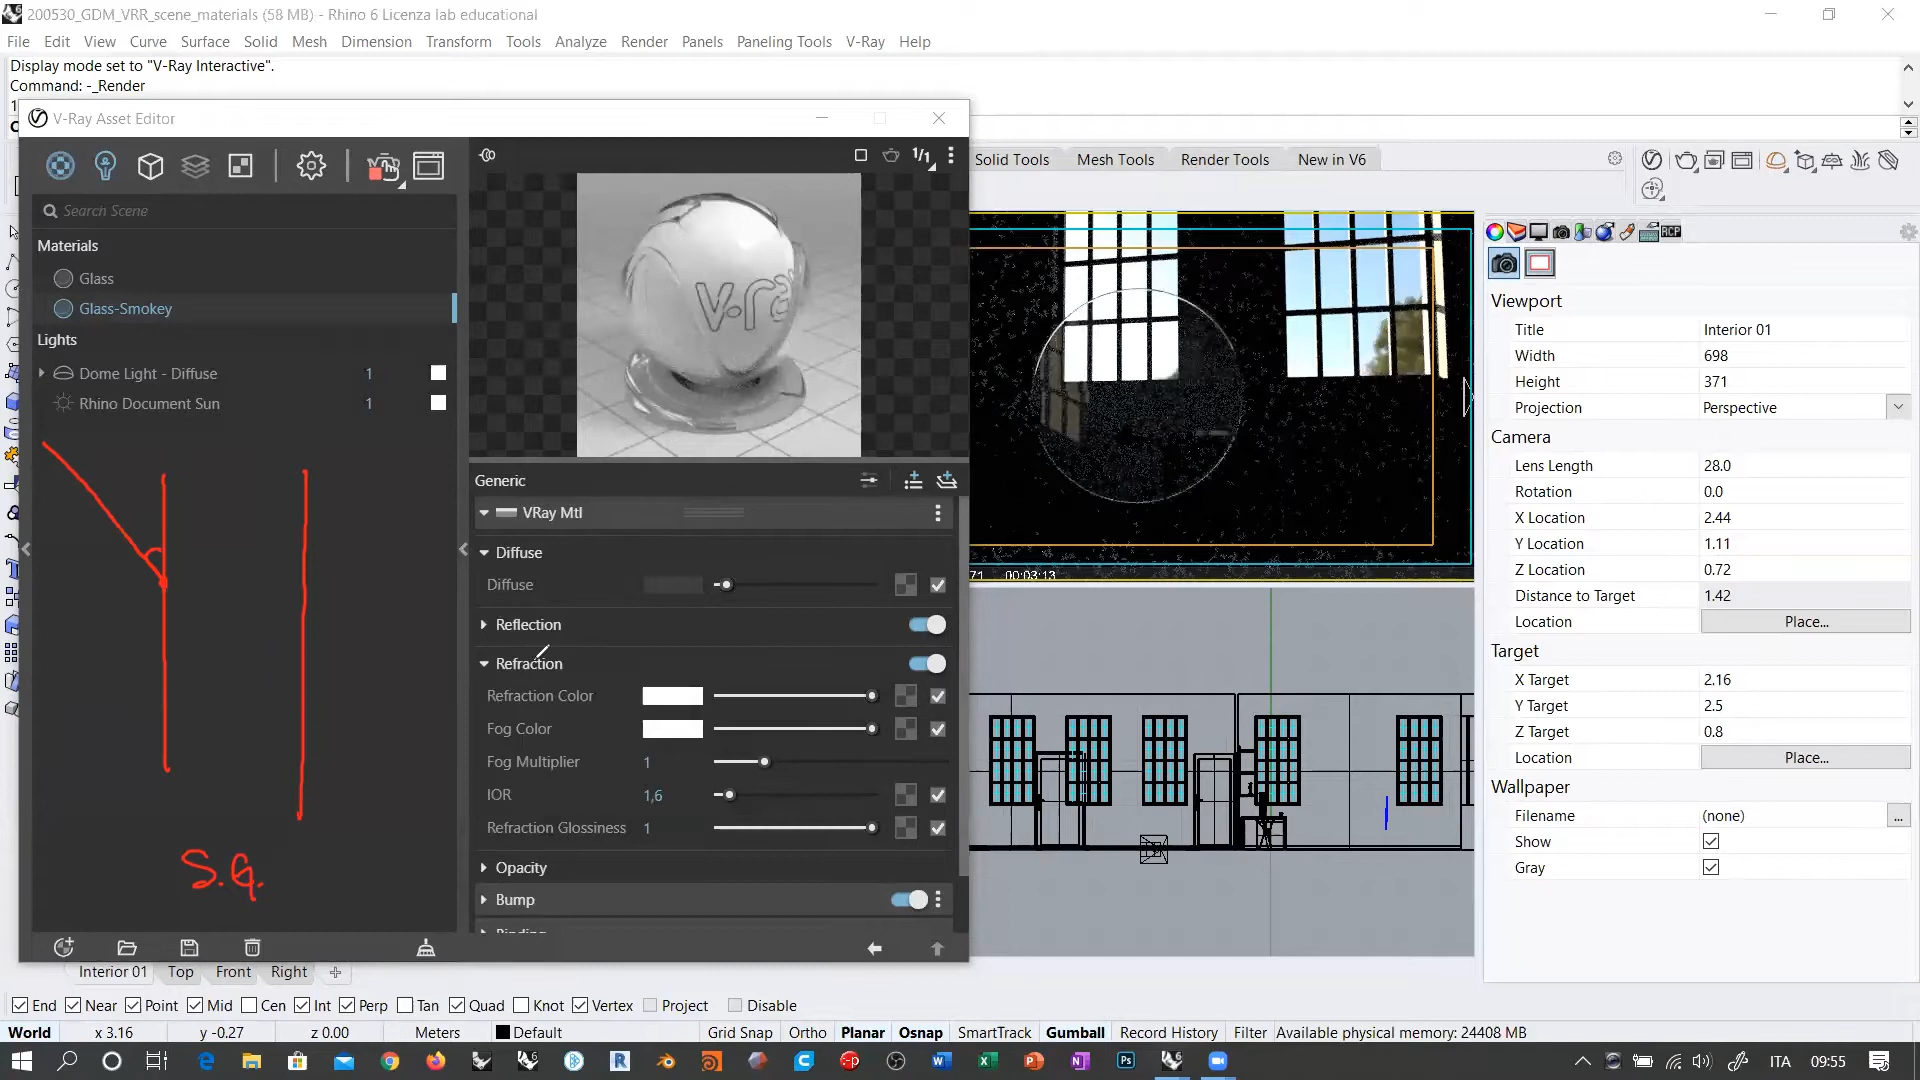 200530_GDM_VRR_scene_materials (58 MB) - Rhino 6 Licenza lab educational
File Edit View Curve Surface Solid Mesh Dimension Transform Tools Analyze Render Panels Paneling Tools V-Ray Help
Display mode set to "V-Ray Interactive".
Command: -_Render
V-Ray Asset Editor
1/1
Solid Tools Mesh Tools Render Tools New in V6
Search Scene
Materials
Glass
Glass-Smokey
Lights
Dome Light - Diffuse 1
Rhino Document Sun 1
S.G.
v·ra
Generic
VRay Mtl
Diffuse
Diffuse
Reflection
Refraction
Refraction Color
Fog Color
Fog Multiplier 1
IOR 1,6
Refraction Glossiness 1
Opacity
Bump
71 00:03:13
RCP
Viewport
Title Interior 01
Width 698
Height 371
Projection Perspective
Camera
Lens Length 28.0
Rotation 0.0
X Location 2.44
Y Location 1.11
Z Location 0.72
Distance to Target 1.42
Location Place...
Target
X Target 2.16
Y Target 2.5
Z Target 0.8
Location Place...
Wallpaper
Filename (none) ...
Show
Gray
Interior 01 Top Front Right
End Near Point Mid Cen Int Perp Tan Quad Knot Vertex Project Disable
World x 3.16 y -0.27 z 0.00 Meters Default Grid Snap Ortho Planar Osnap SmartTrack Gumball Record History Filter Available physical memory: 24408 MB
ITA 09:55